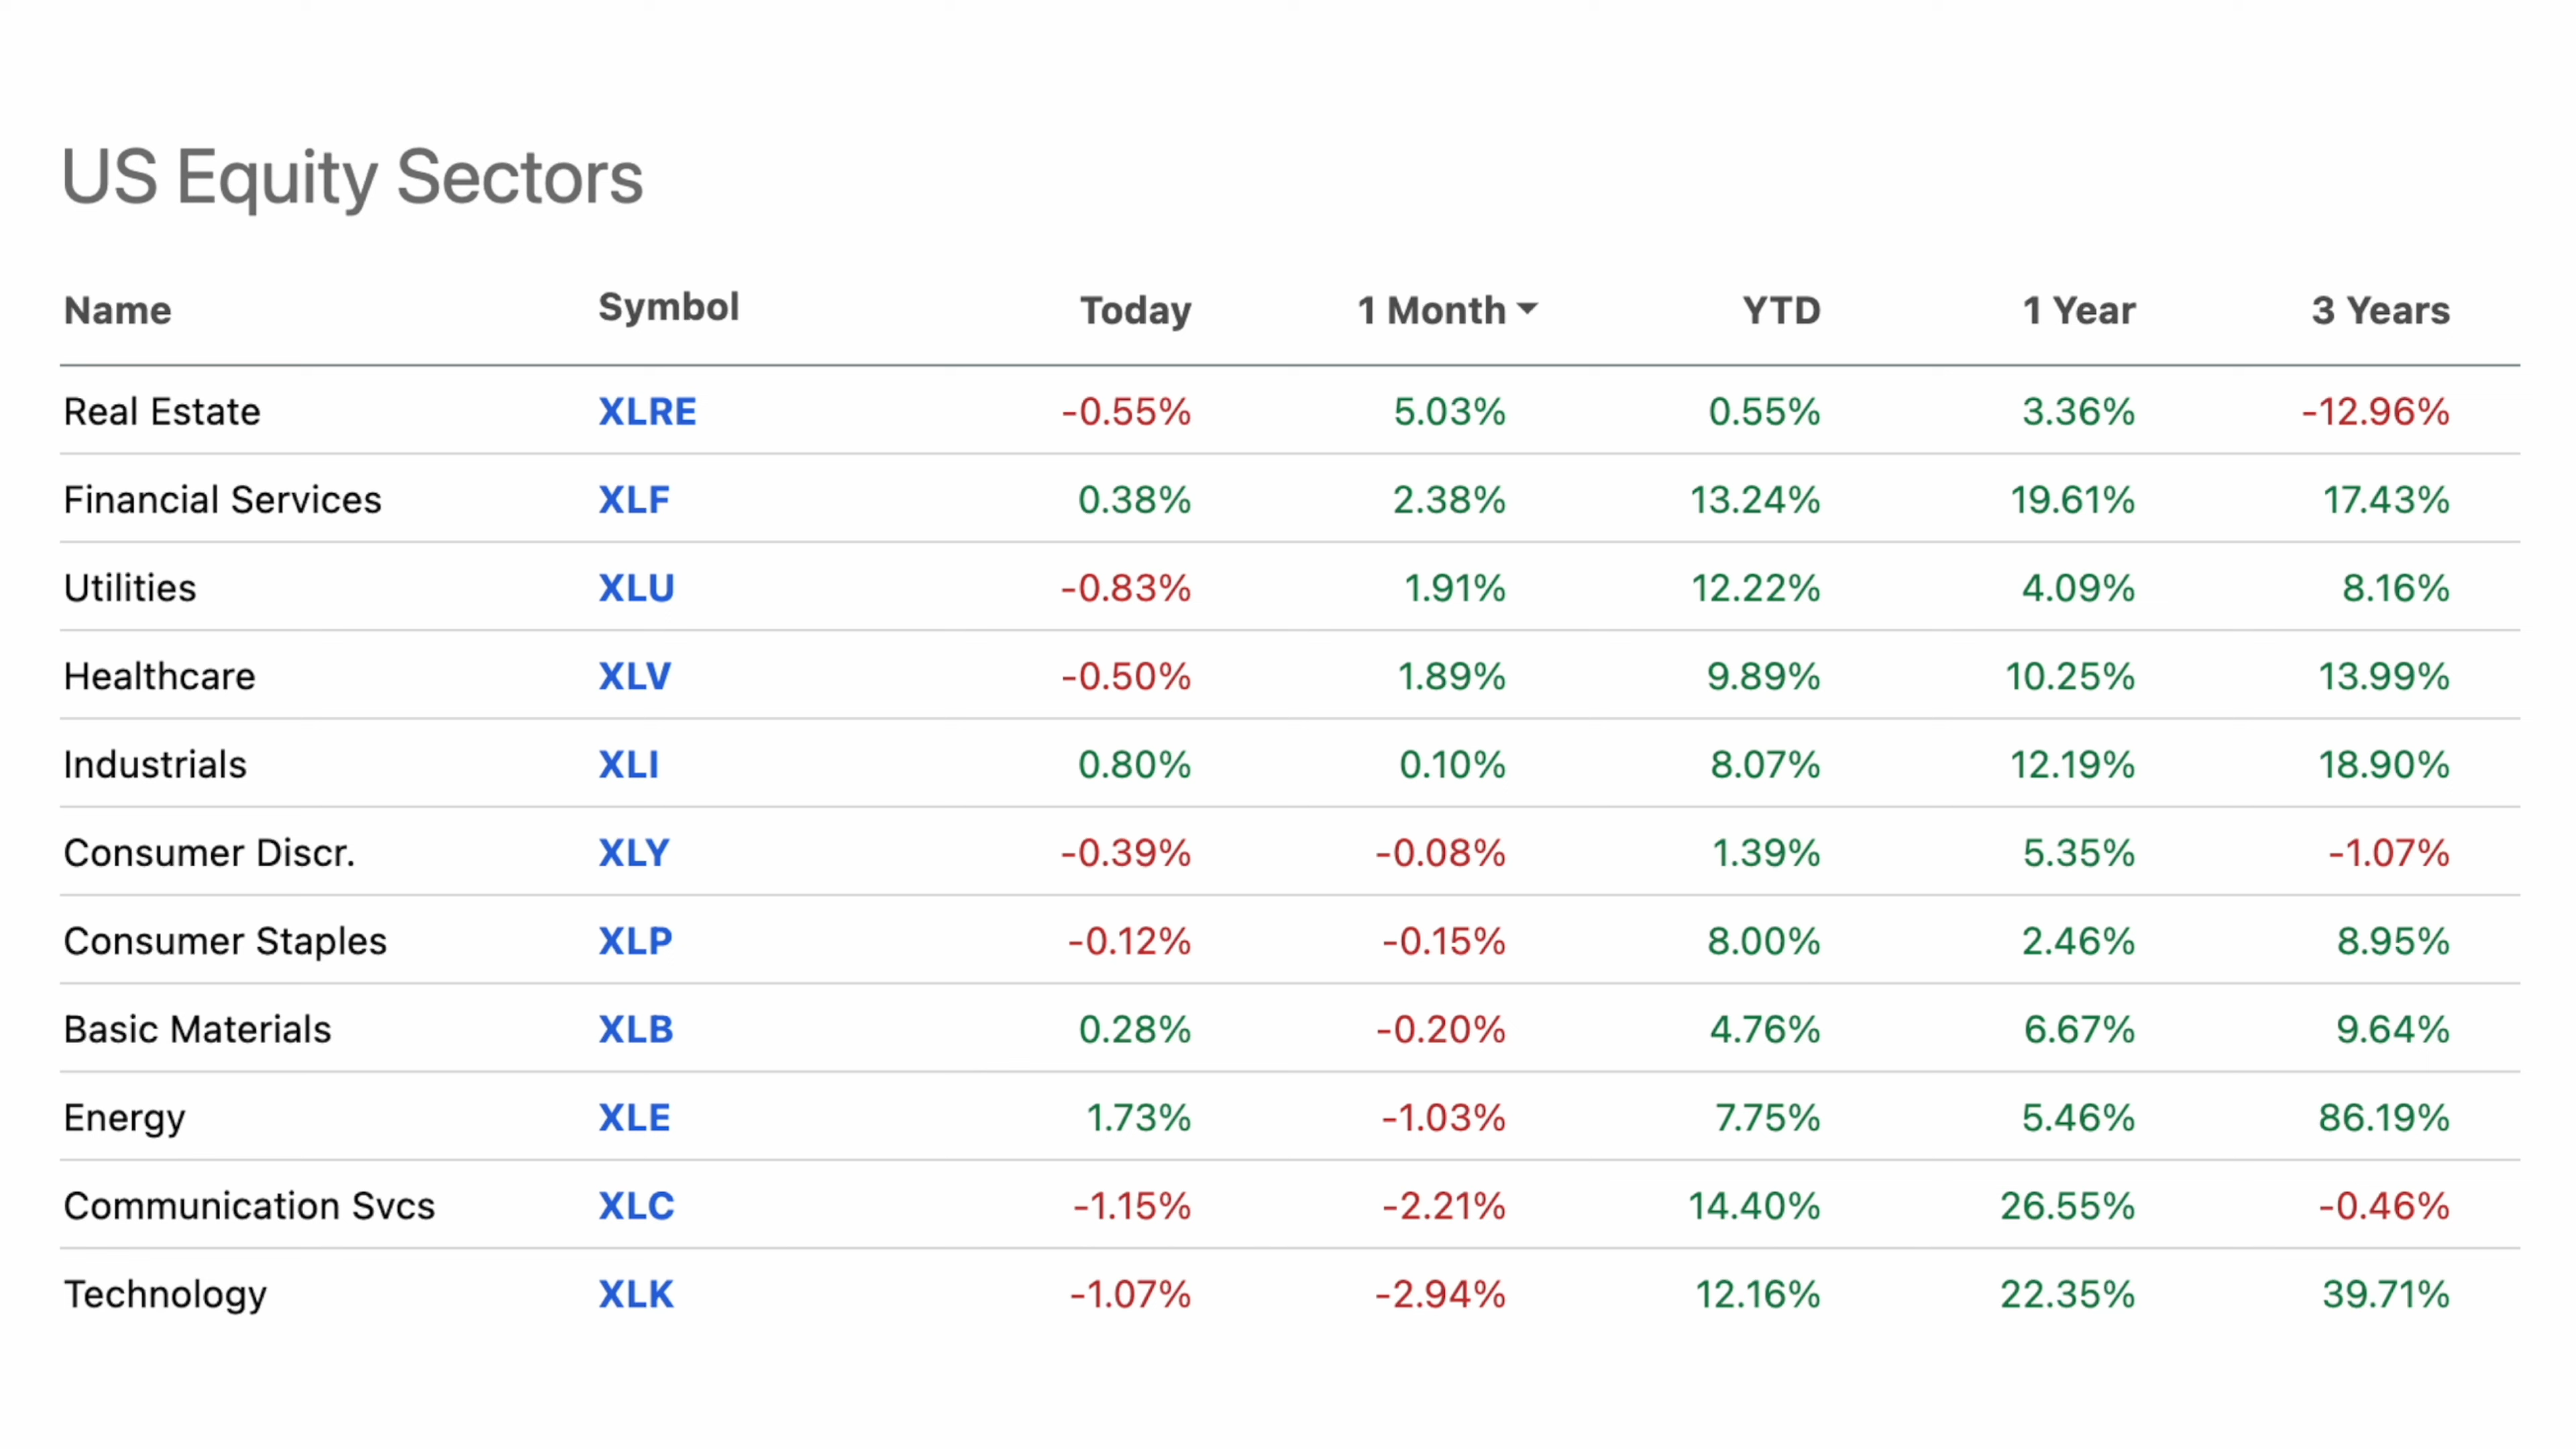 US Equity Sectors
Name Symbol Today 1 Month YTD 1 Year 3 Years
Real Estate XLRE -0.55% 5.03% 0.55% 3.36% -12.96%
Financial Services XLF 0.38% 2.38% 13.24% 19.61% 17.43%
Utilities XLU -0.83% 1.91% 12.22% 4.09% 8.16%
Healthcare XLV -0.50% 1.89% 9.89% 10.25% 13.99%
Industrials XLI 0.80% 0.10% 8.07% 12.19% 18.90%
Consumer Discr. XLY -0.39% -0.08% 1.39% 5.35% -1.07%
Consumer Staples XLP -0.12% -0.15% 8.00% 2.46% 8.95%
Basic Materials XLB 0.28% -0.20% 4.76% 6.67% 9.64%
Energy XLE 1.73% -1.03% 7.75% 5.46% 86.19%
Communication Svcs XLC -1.15% -2.21% 14.40% 26.55% -0.46%
Technology XLK -1.07% -2.94% 12.16% 22.35% 39.71%